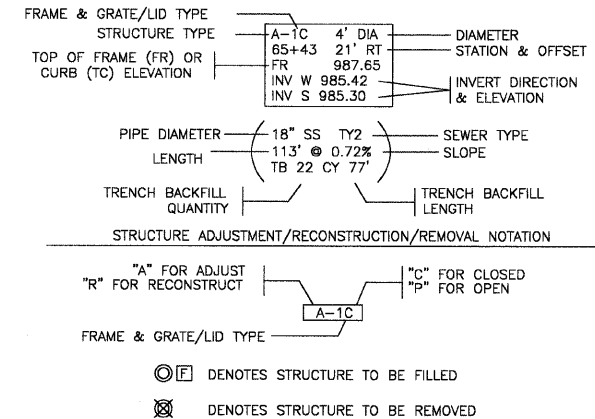 FRAME & GRATE/LID TYPE
STRUCTURE TYPE
TOP OF FRAME (FR) OR
CURB (TC) ELEVATION
A-1C 4' DIA
65+43 21' RT
FR 987.65
INV W 985.42
INV S 985.30
DIAMETER
STATION & OFFSET
INVERT DIRECTION
& ELEVATION
PIPE DIAMETER
LENGTH
18" SS TY2
113' @ 0.72%
TB 22 CY 77'
SEWER TYPE
SLOPE
TRENCH BACKFILL
QUANTITY
TRENCH BACKFILL
LENGTH
STRUCTURE ADJUSTMENT/RECONSTRUCTION/REMOVAL NOTATION
"A" FOR ADJUST
"R" FOR RECONSTRUCT
"C" FOR CLOSED
"P" FOR OPEN
A-1C
FRAME & GRATE/LID TYPE
F DENOTES STRUCTURE TO BE FILLED
DENOTES STRUCTURE TO BE REMOVED